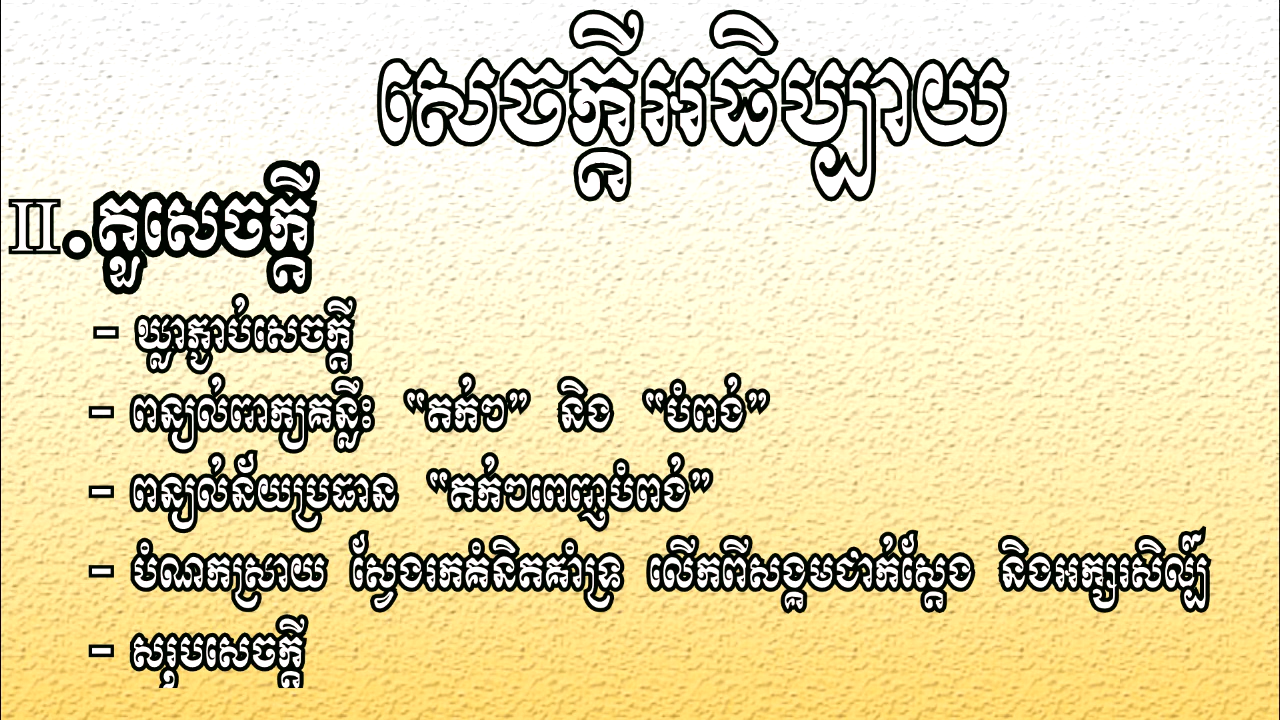 សេចក្តីអធិប្បាយ
II.តួសេចក្តី
- ឃ្លាភ្ជាប់សេចក្តី
- ពន្យល់ពាក្យគន្លឹះ “តក់ៗ” និង “បំពង់”
- ពន្យល់ន័យប្រធាន “តក់ៗពេញបំពង់”
- បំណកស្រាយ ស្វែងរកគំនិតគាំទ្រ លើកពីសង្គមជាក់ស្តែង និងអក្សរសិល្ប៍
- សរុបសេចក្តី